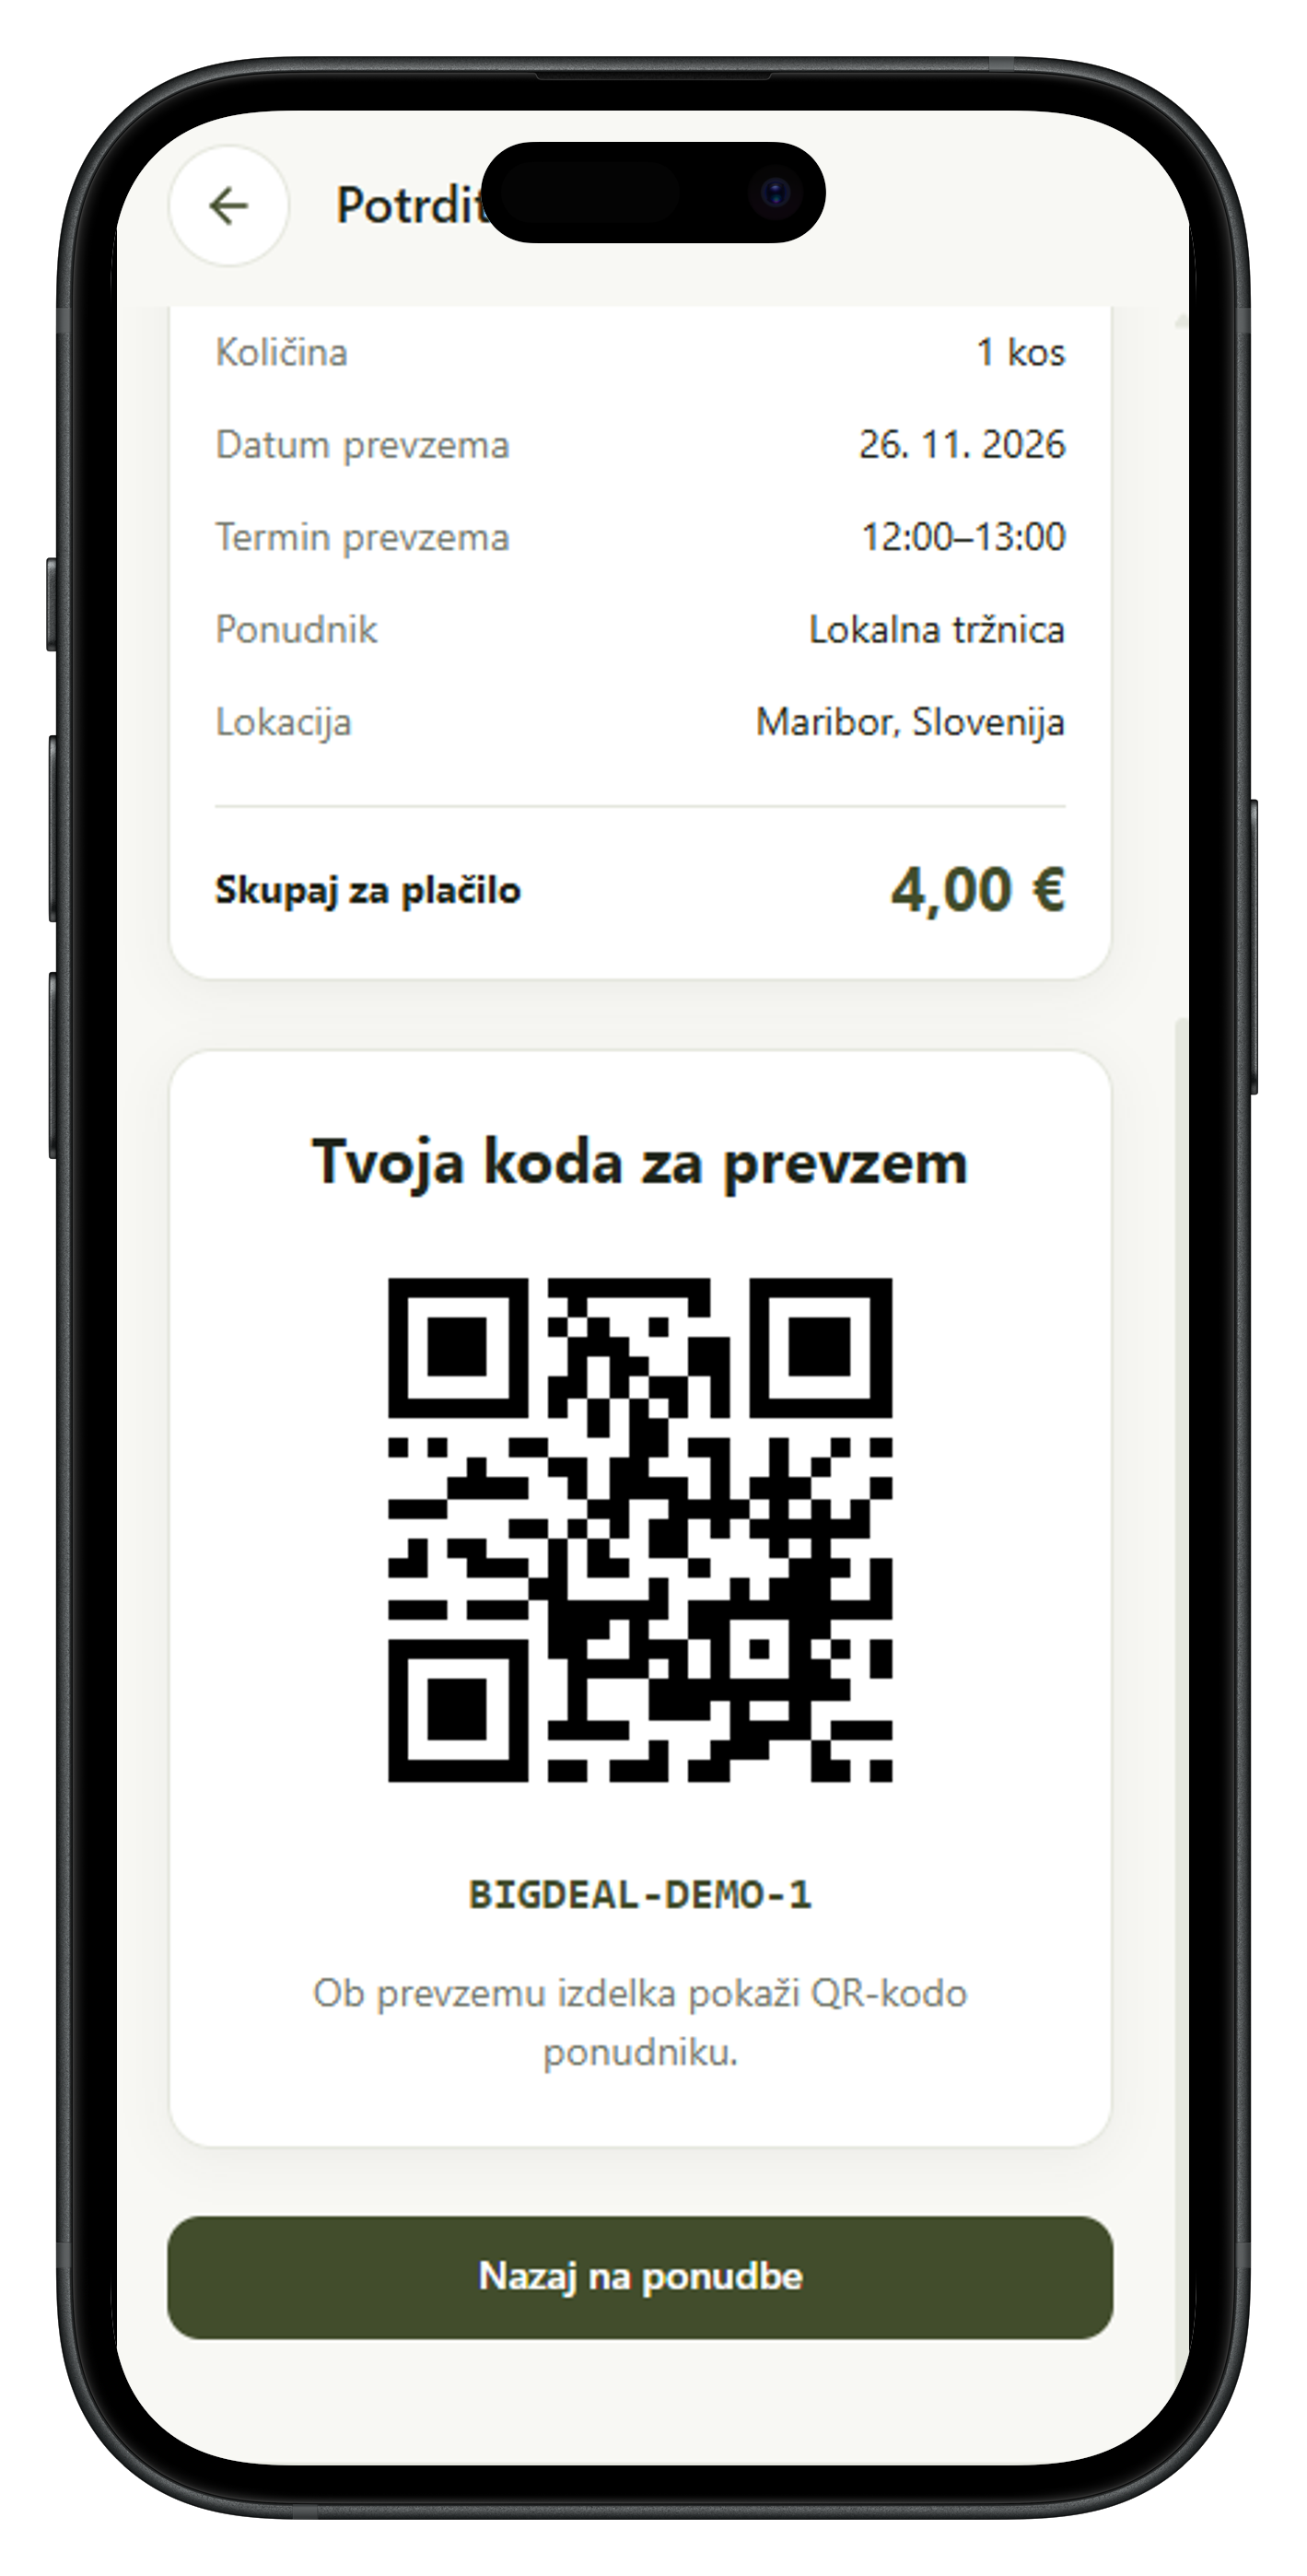 Količina 1 kos
Datum prevzema 26. 11. 2026
Termin prevzema 12:00–13:00
Ponudnik Lokalna tržnica
Lokacija Maribor, Slovenija
Skupaj za plačilo 4,00 €
Tvoja koda za prevzem
BIGDEAL-DEMO-1
Ob prevzemu izdelka pokaži QR-kodo
ponudniku.
Nazaj na ponudbe